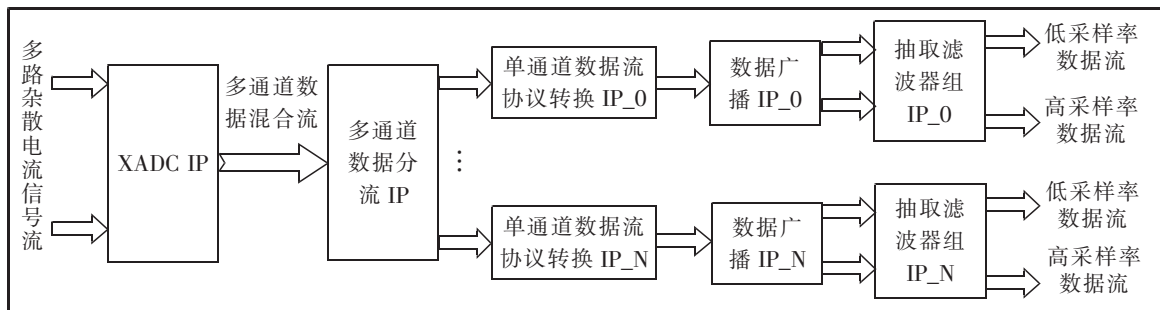 多路杂散电流信号流
XADC IP
多通道数
据混合流
多通道
数据分
流 IP
⋮
单通道数据流
协议转换 IP_0
数据广
播 IP_0
抽取滤
波器组
IP_0
低采样率
数据流
高采样率
数据流
单通道数据流
协议转换 IP_N
数据广
播 IP_N
抽取滤
波器组
IP_N
低采样率
数据流
高采样率
数据流